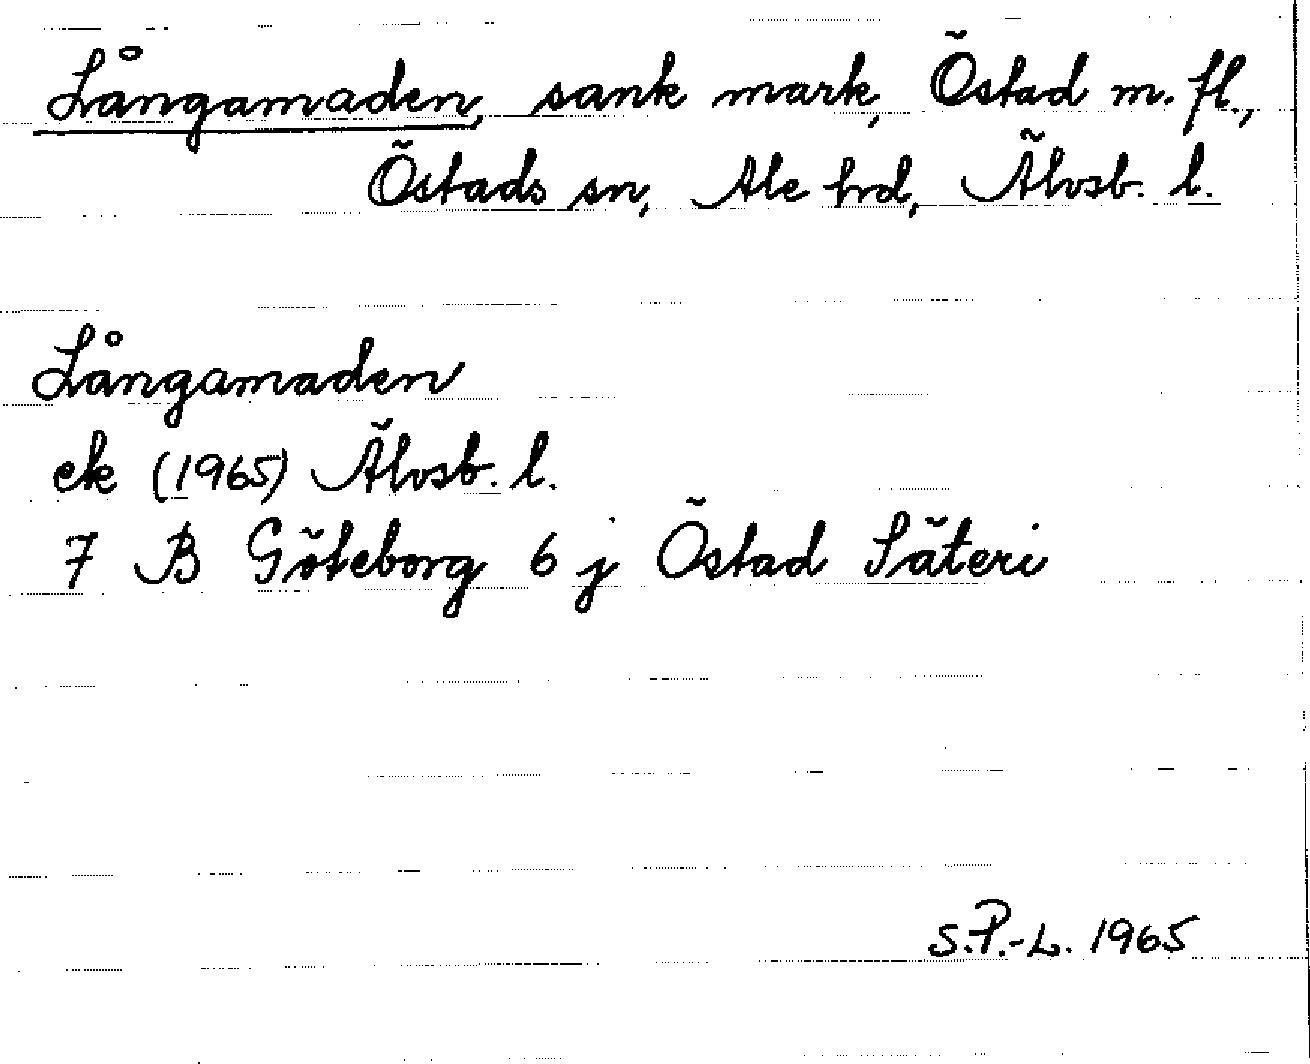 Långamaden, sank mark, Östad m. fl.,
Östads sn, Ale hrd, Älvsb. l.
Långamaden
ek (1965) Älvsb. l.
7 B Göteborg 6 j Östad Säteri
S.P.-L. 1965